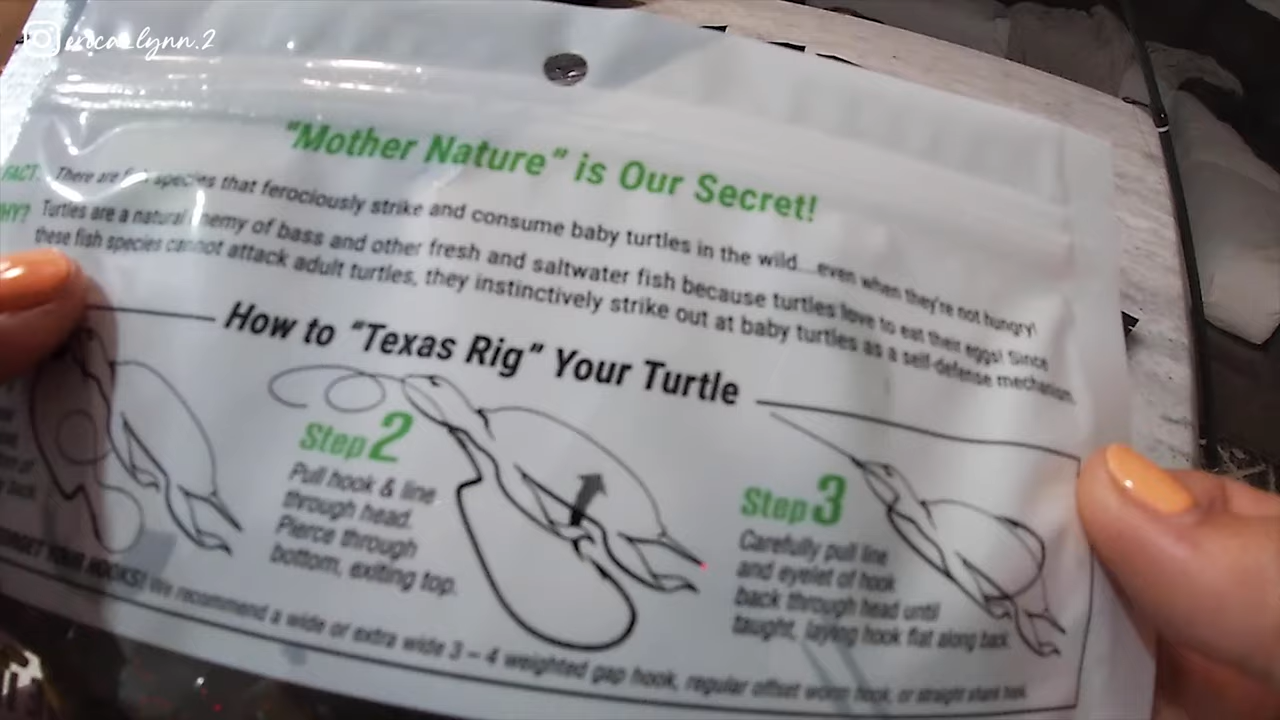 erica_lynn.2
"Mother Nature" is Our Secret!
FACT: There are fish species that ferociously strike and consume baby turtles in the wild...even when they're not hungry!
WHY? Turtles are a natural enemy of bass and other fresh and saltwater fish because turtles love to eat their eggs! Since
these fish species cannot attack adult turtles, they instinctively strike out at baby turtles as a self-defense mechanism.
How to "Texas Rig" Your Turtle
Step 2
Pull hook & line
through head.
Pierce through
bottom, exiting top.
Step 3
Carefully pull line
and eyelet of hook
back through head until
taught, laying hook flat along back.
YOUR HOOKS! We recommend a wide or extra wide 3 – 4 weighted gap hook, regular offset worm hook, or straight shank hook.